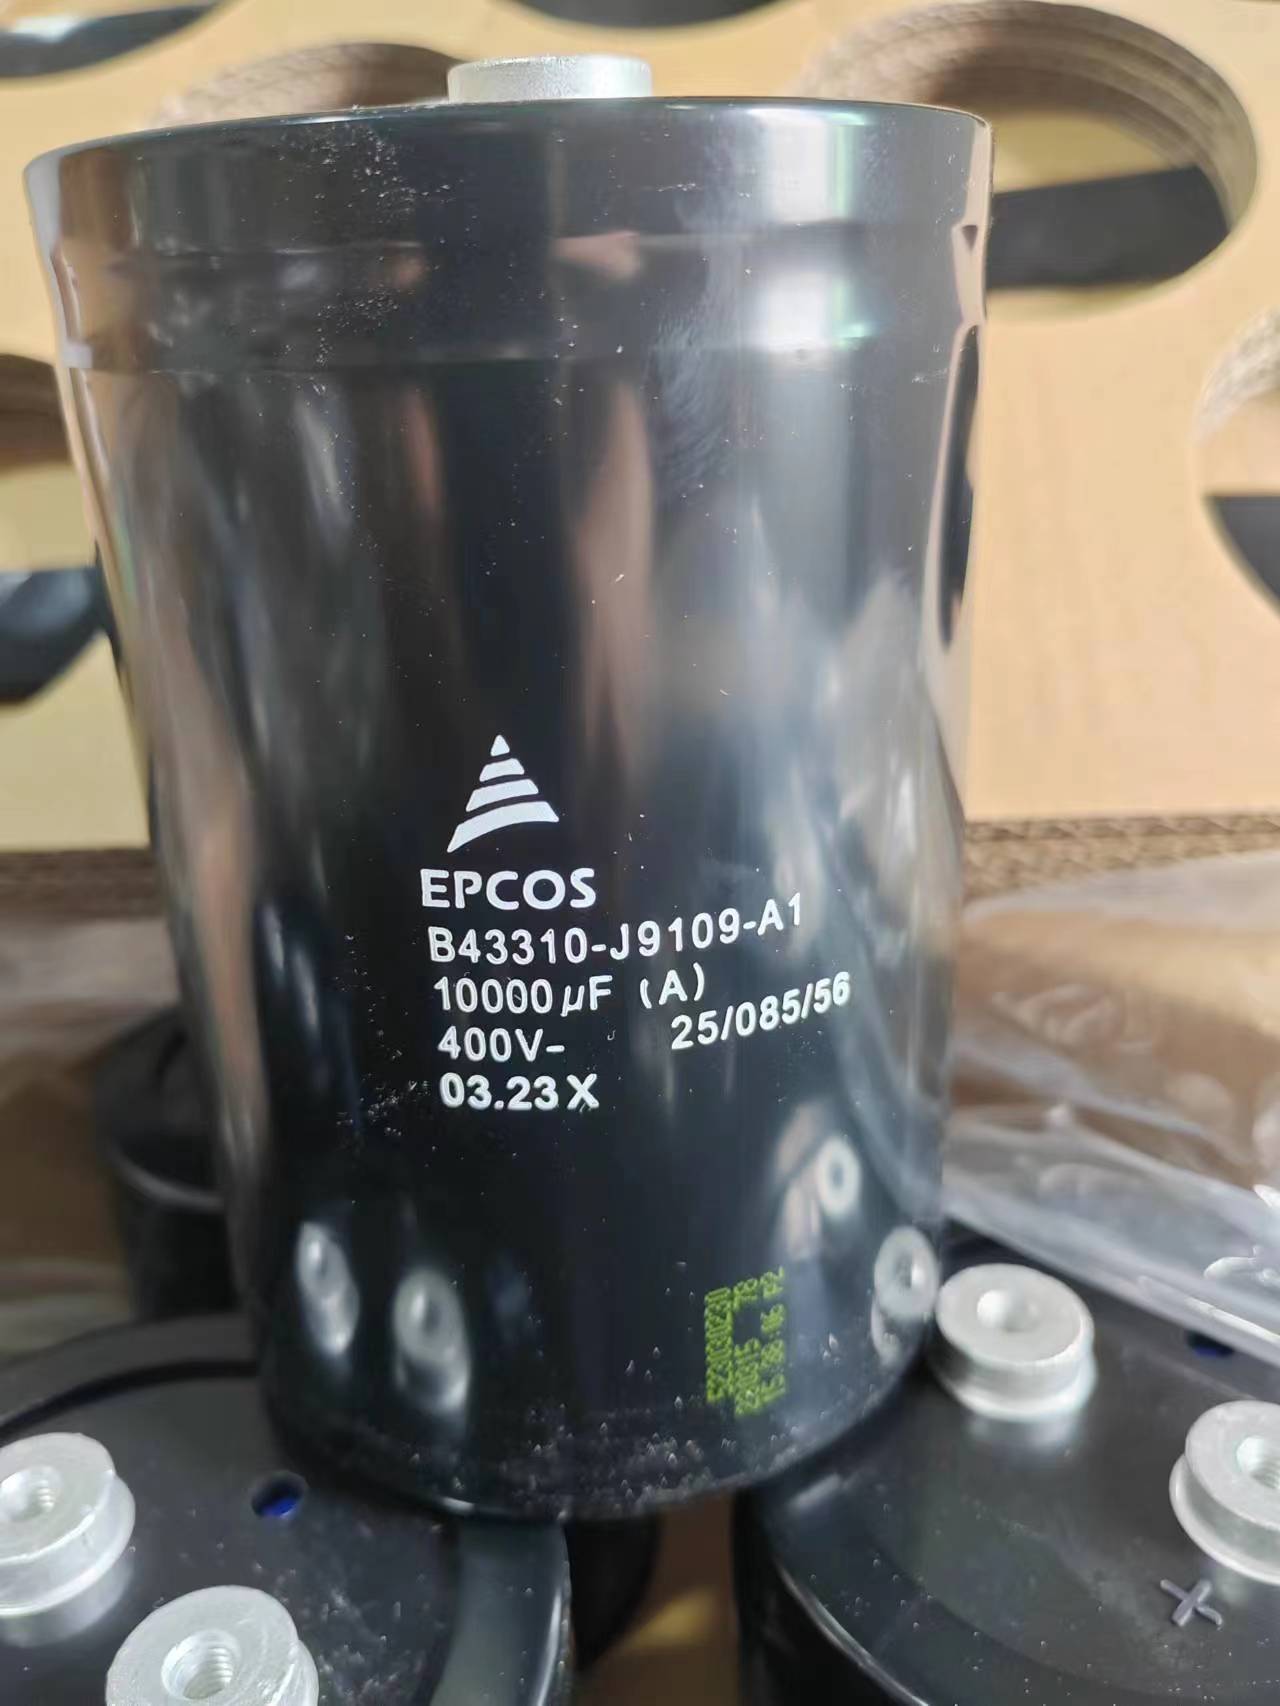 EPCOS
B43310-J9109-A1
10000μF (A)
400V- 25/085/56
03.23X
+